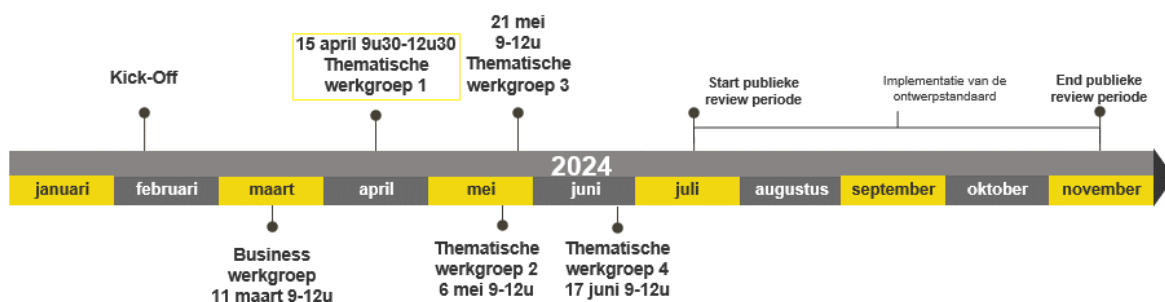 Kick-Off
15 april 9u30-12u30
Thematische
werkgroep 1
21 mei
9-12u
Thematische
werkgroep 3
Start publieke
review periode
Implementatie van de
ontwerpstandaard
End publieke
review periode
2024
januari
februari
maart
april
mei
juni
juli
augustus
september
oktober
november
Business
werkgroep
11 maart 9-12u
Thematische
werkgroep 2
6 mei 9-12u
Thematische
werkgroep 4
17 juni 9-12u